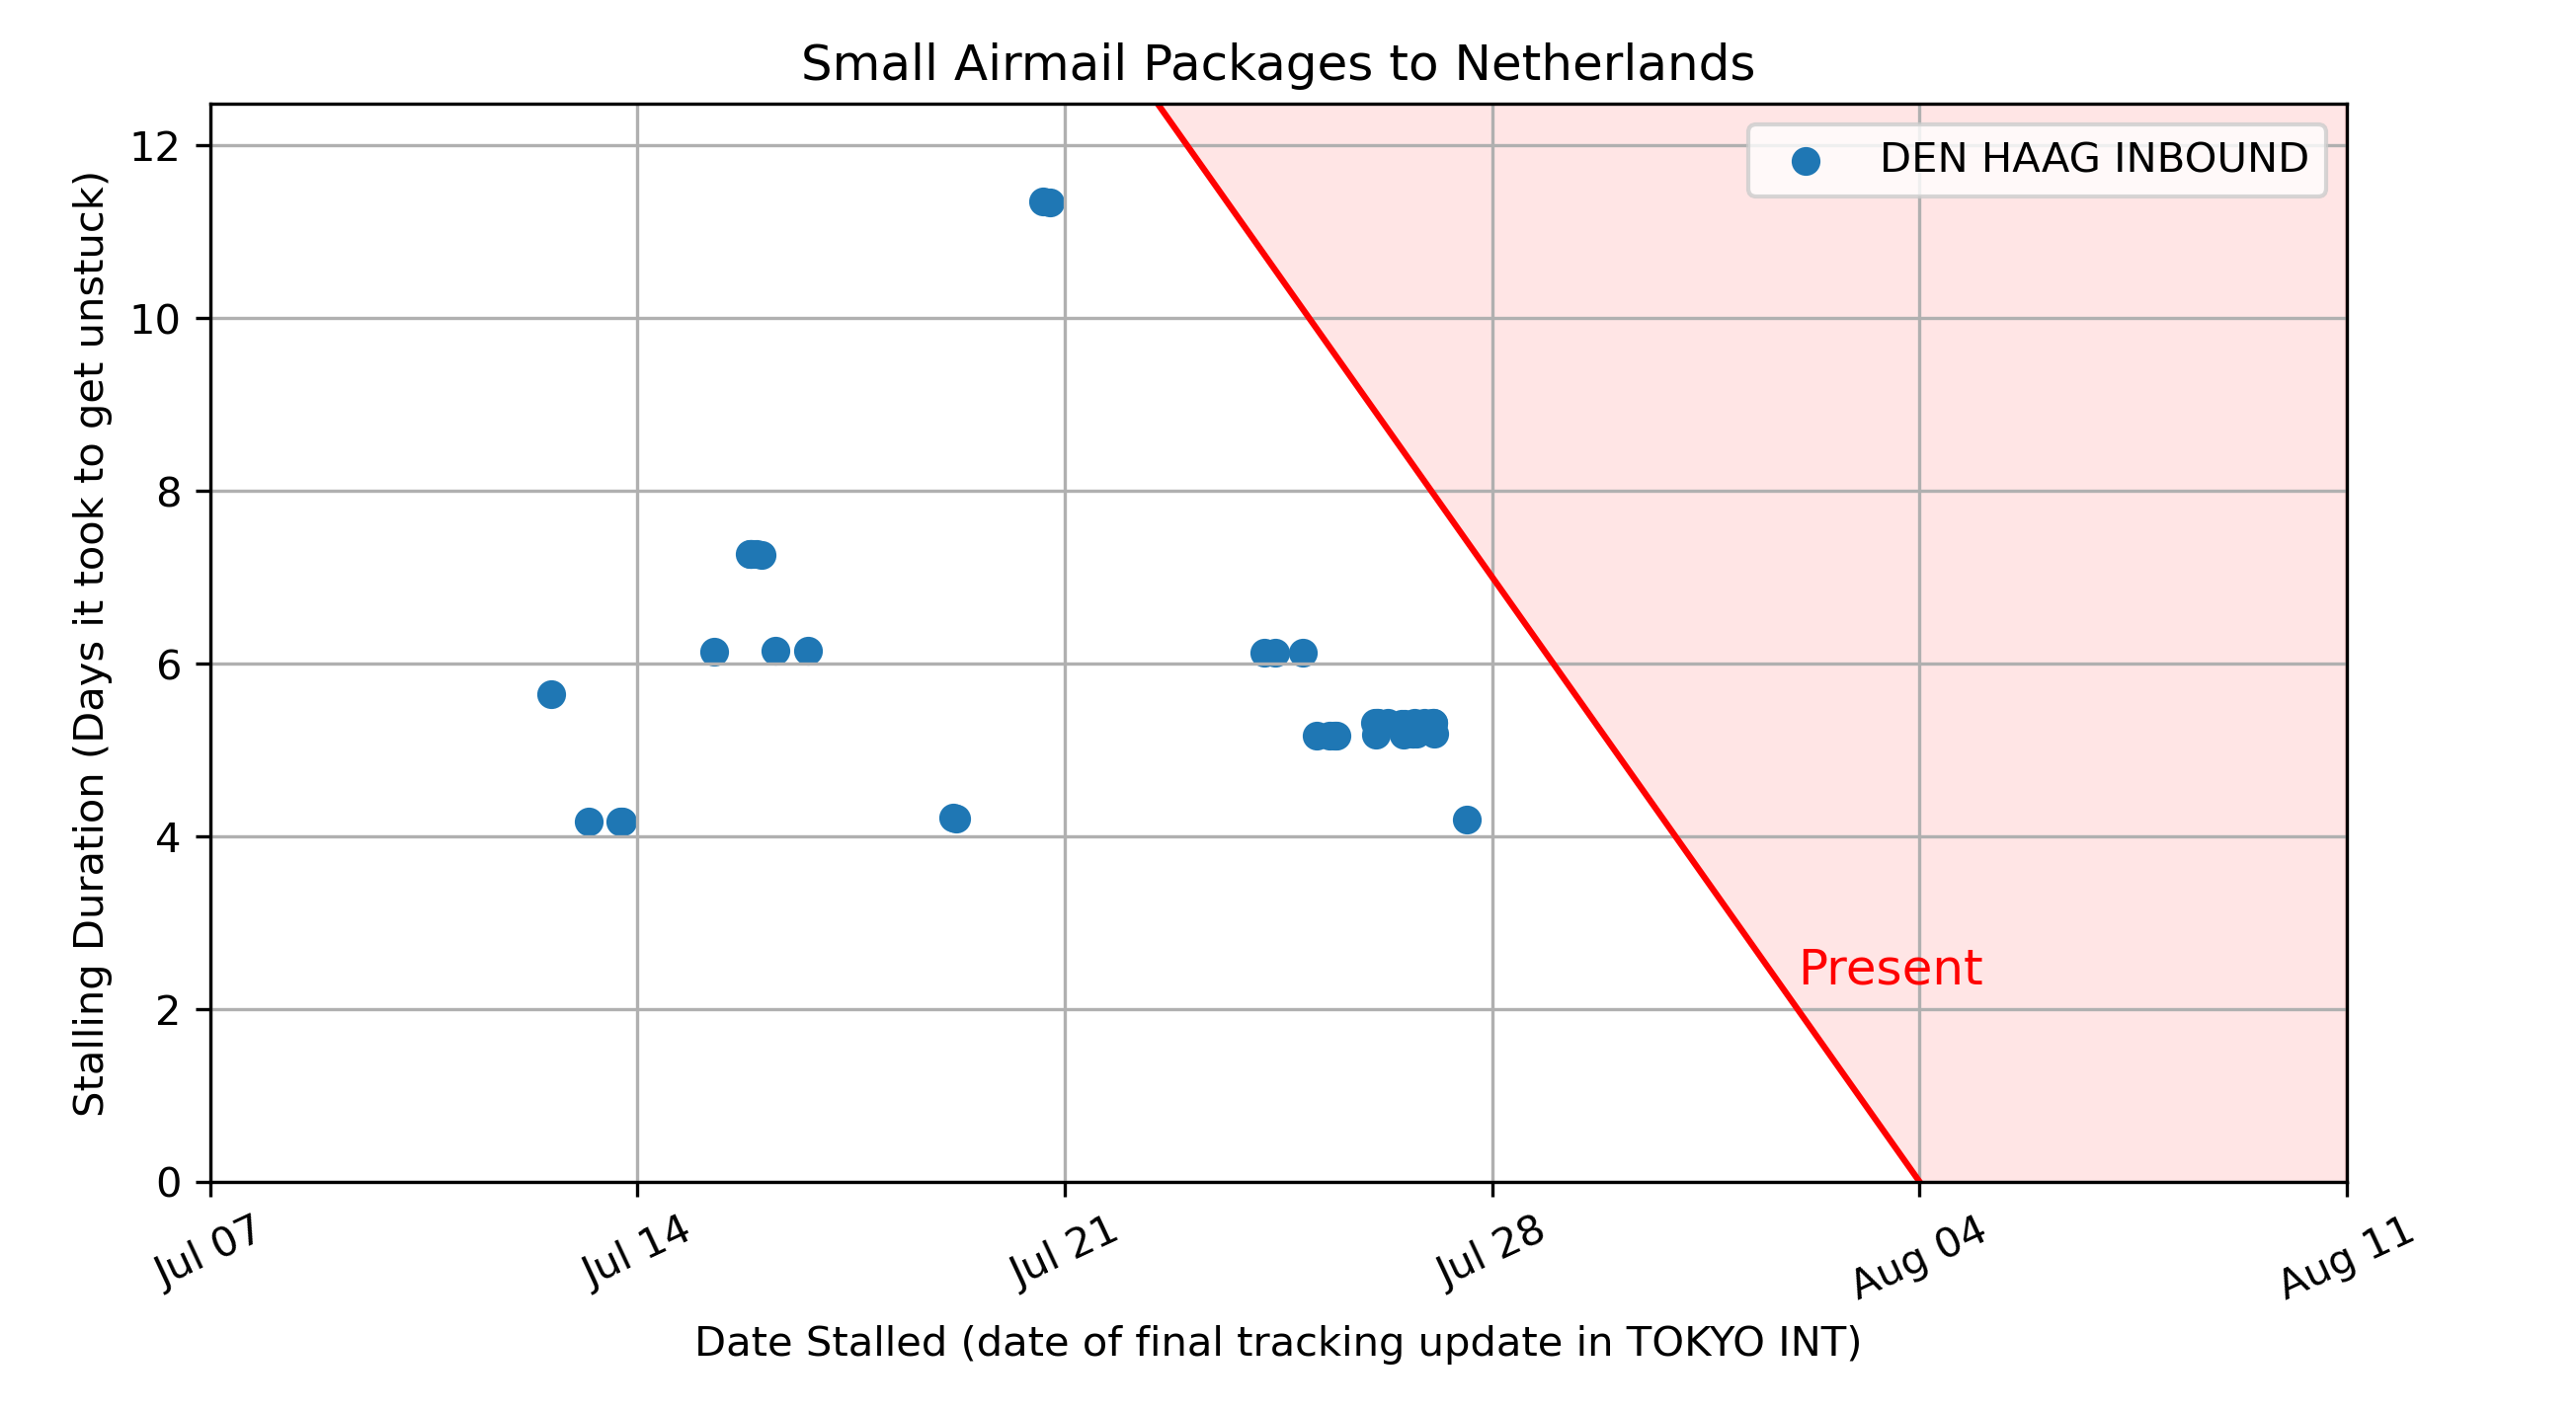 Small Airmail Packages to Netherlands
DEN HAAG INBOUND
Stalling Duration (Days it took to get unstuck)
12
10
8
6
4
2
0
Present
Jul 07
Jul 14
Jul 21
Jul 28
Aug 04
Aug 11
Date Stalled (date of final tracking update in TOKYO INT)